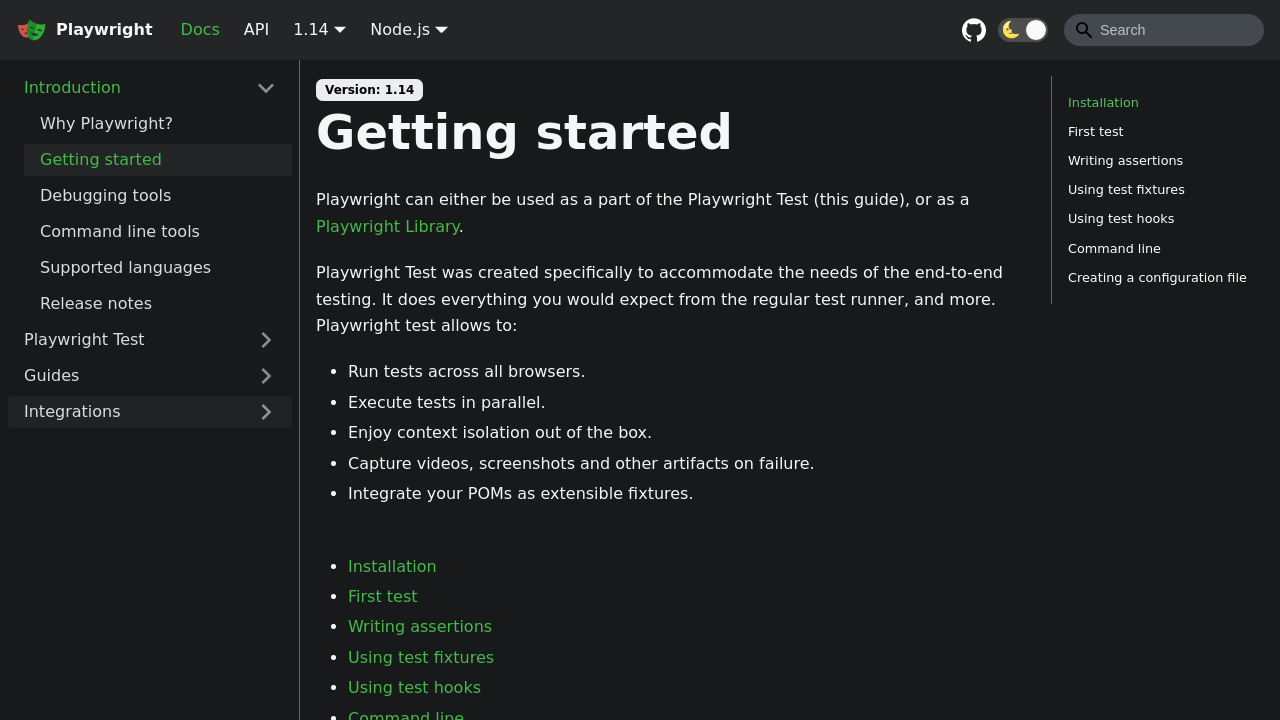 Playwright
Docs
API
1.14
Node.js
Search
Introduction
Why Playwright?
Getting started
Debugging tools
Command line tools
Supported languages
Release notes
Playwright Test
Guides
Integrations
Version: 1.14
Getting started
Playwright can either be used as a part of the Playwright Test (this guide), or as a
Playwright Library.
Playwright Test was created specifically to accommodate the needs of the end-to-end
testing. It does everything you would expect from the regular test runner, and more.
Playwright test allows to:
Run tests across all browsers.
Execute tests in parallel.
Enjoy context isolation out of the box.
Capture videos, screenshots and other artifacts on failure.
Integrate your POMs as extensible fixtures.
Installation
First test
Writing assertions
Using test fixtures
Using test hooks
Command line
Installation
First test
Writing assertions
Using test fixtures
Using test hooks
Command line
Creating a configuration file